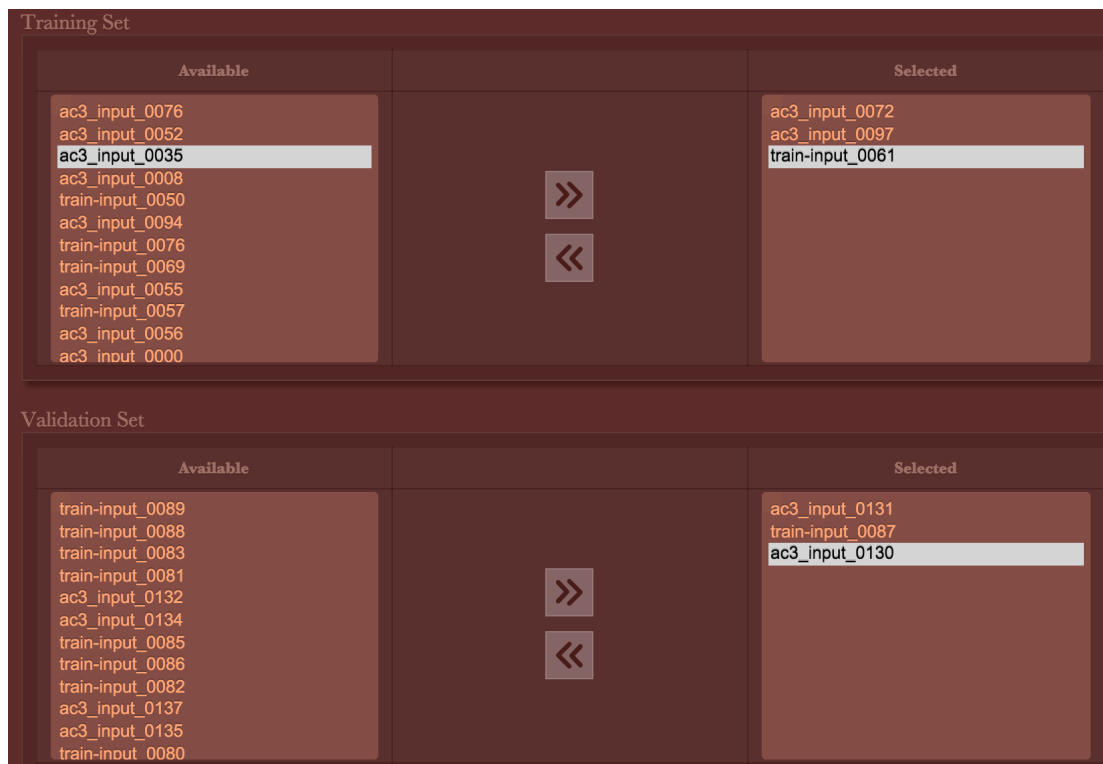 Training Set
Available Selected
ac3_input_0076
ac3_input_0052
ac3_input_0035
ac3_input_0008
train-input_0050
ac3_input_0094
train-input_0076
train-input_0069
ac3_input_0055
train-input_0057
ac3_input_0056
ac3_input_0000
ac3_input_0072
ac3_input_0097
train-input_0061
Validation Set
Available Selected
train-input_0089
train-input_0088
train-input_0083
train-input_0081
ac3_input_0132
ac3_input_0134
train-input_0085
train-input_0086
train-input_0082
ac3_input_0137
ac3_input_0135
train-input_0080
ac3_input_0131
train-input_0087
ac3_input_0130